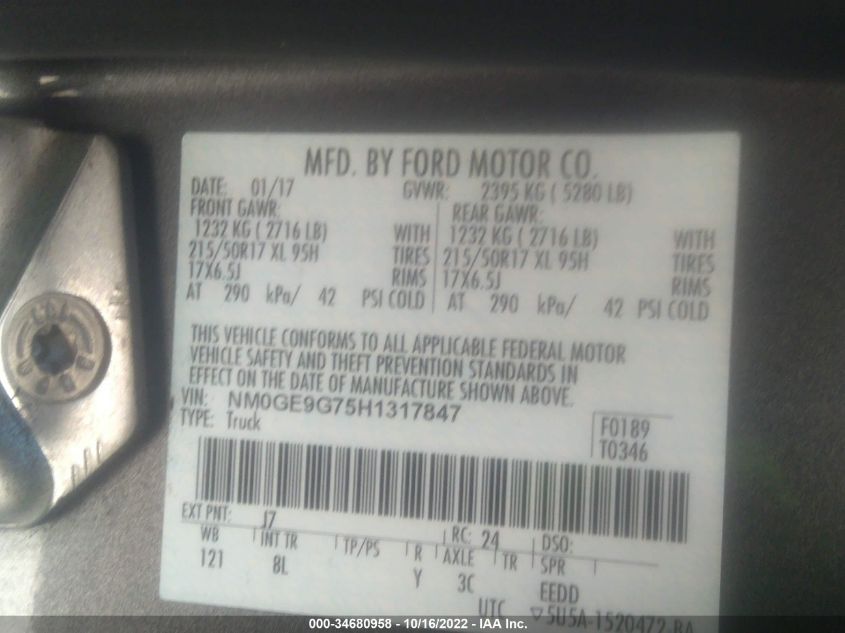 MFD. BY FORD MOTOR CO.
DATE: 01/17 GVWR: 2395 KG ( 5280 LB)
FRONT GAWR: REAR GAWR:
1232 KG ( 2716 LB) WITH 1232 KG ( 2716 LB) WITH
215/50R17 XL 95H TIRES 215/50R17 XL 95H TIRES
17X6.5J RIMS 17X6.5J RIMS
AT 290 kPa/ 42 PSI COLD AT 290 kPa/ 42 PSI COLD
THIS VEHICLE CONFORMS TO ALL APPLICABLE FEDERAL MOTOR
VEHICLE SAFETY AND THEFT PREVENTION STANDARDS IN
EFFECT ON THE DATE OF MANUFACTURE SHOWN ABOVE.
VIN: NM0GE9G75H1317847
TYPE: Truck
F0189
T0346
EXT PNT: J7 RC: 24 DSO:
WB INT TR TP/PS R AXLE TR SPR
121 8L Y 3C EEDD
UTC 5U5A-1520472-BA
000-34680958 - 10/16/2022 - IAA Inc.